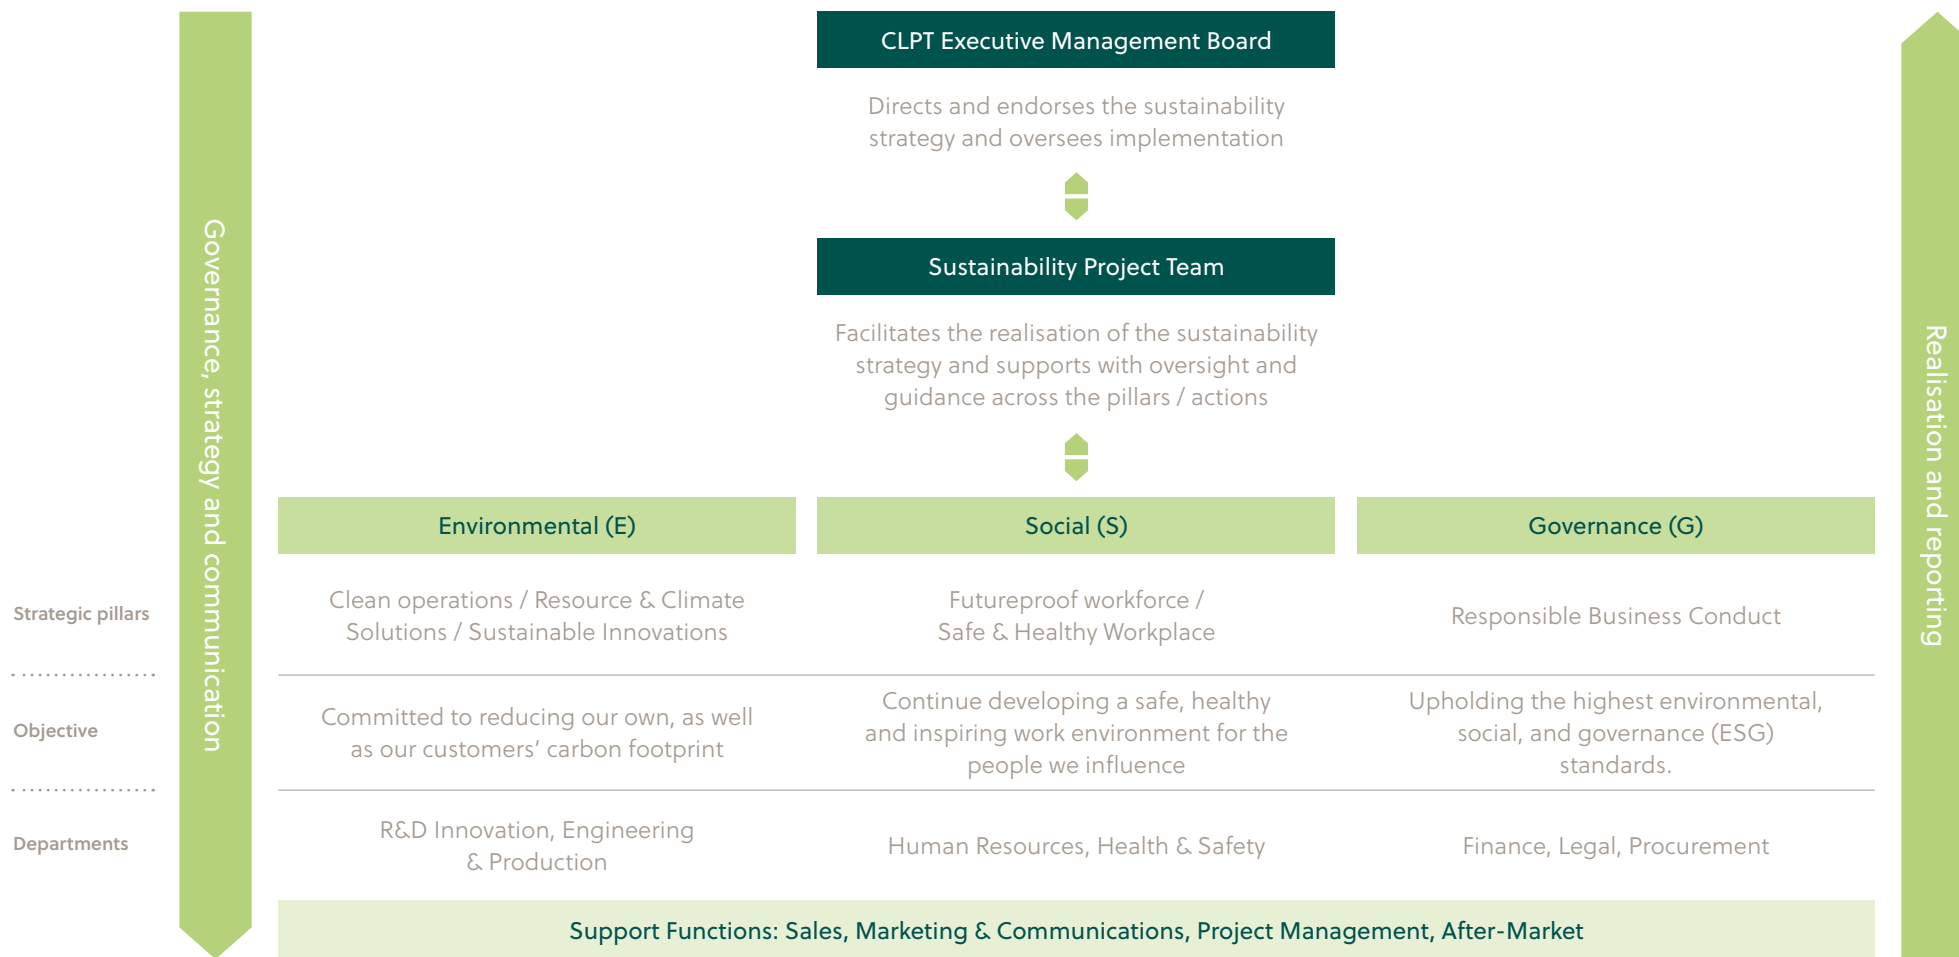 CLPT Executive Management Board
Directs and endorses the sustainability
strategy and oversees implementation
Sustainability Project Team
Facilitates the realisation of the sustainability
strategy and supports with oversight and
guidance across the pillars / actions
Governance, strategy and communication
Realisation and reporting
Environmental (E)
Social (S)
Governance (G)
Strategic pillars
Clean operations / Resource & Climate
Solutions / Sustainable Innovations
Futureproof workforce /
Safe & Healthy Workplace
Responsible Business Conduct
Objective
Committed to reducing our own, as well
as our customers’ carbon footprint
Continue developing a safe, healthy
and inspiring work environment for the
people we influence
Upholding the highest environmental,
social, and governance (ESG)
standards.
Departments
R&D Innovation, Engineering
& Production
Human Resources, Health & Safety
Finance, Legal, Procurement
Support Functions: Sales, Marketing & Communications, Project Management, After-Market